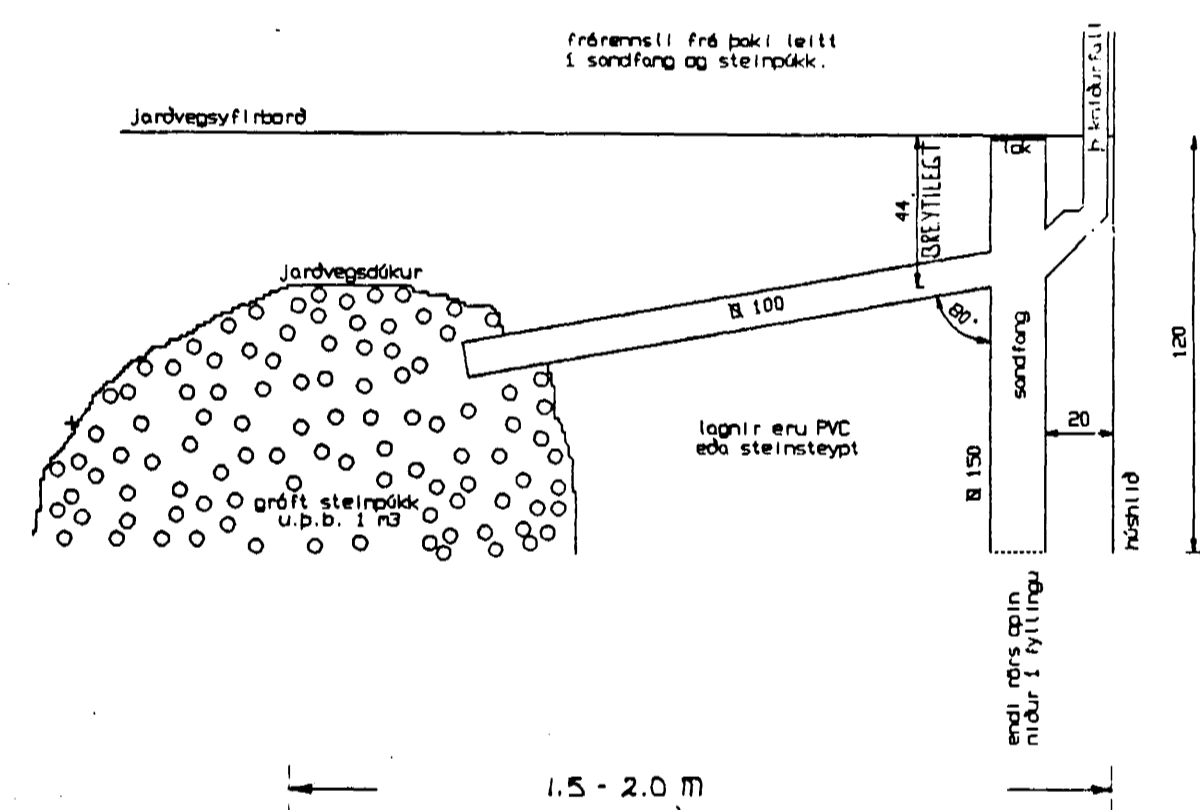 frárennsli frá þaki leitt
í sandfang og steinpúkk.
jarðvegsyfirborð
þakniðurfall
lok
44
BREYTILEGT
jarðvegsdúkur
100
80°
sandfang
120
20
lagnir eru PVC
eða steinsteypt
150
gróft steinpúkk
u.þ.b. 1 m3
húshlið
endi rörs opin
niður í fyllingu
1.5 - 2.0 m